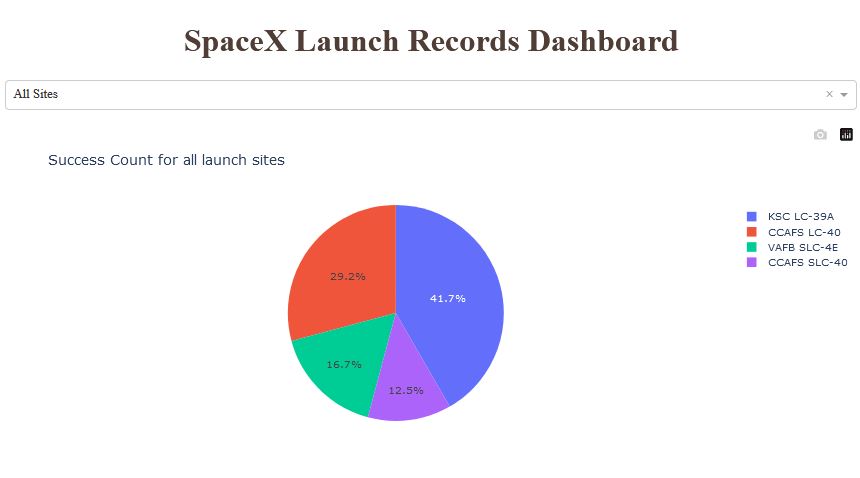 SpaceX Launch Records Dashboard
All Sites
Success Count for all launch sites
KSC LC-39A
CCAFS LC-40
VAFB SLC-4E
CCAFS SLC-40
29.2%
41.7%
16.7%
12.5%